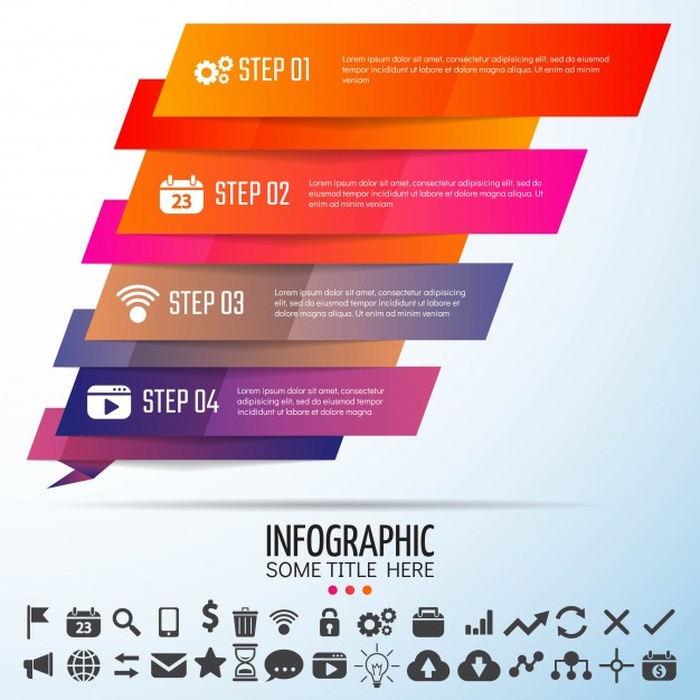 STEP 01
Lorem ipsum dolor sit amet, consectetur adipiscing elit, sed do eiusmod
tempor incididunt ut labore et dolore magna aliqua. Ut enim ad minim
veniam
STEP 02
23
Lorem ipsum dolor sit amet, consectetur adipiscing elit, sed do
eiusmod tempor incididunt ut labore et dolore magna aliqua. Ut
enim ad minim veniam
STEP 03
Lorem ipsum dolor sit amet, consectetur adipiscing
elit, sed do eiusmod tempor incididunt ut labore et
dolore magna aliqua. Ut enim ad minim veniam
STEP 04
Lorem ipsum dolor sit amet, consectetur
adipiscing elit, sed do eiusmod tempor
incididunt ut labore et dolore magna
INFOGRAPHIC
SOME TITLE HERE
23 $
$